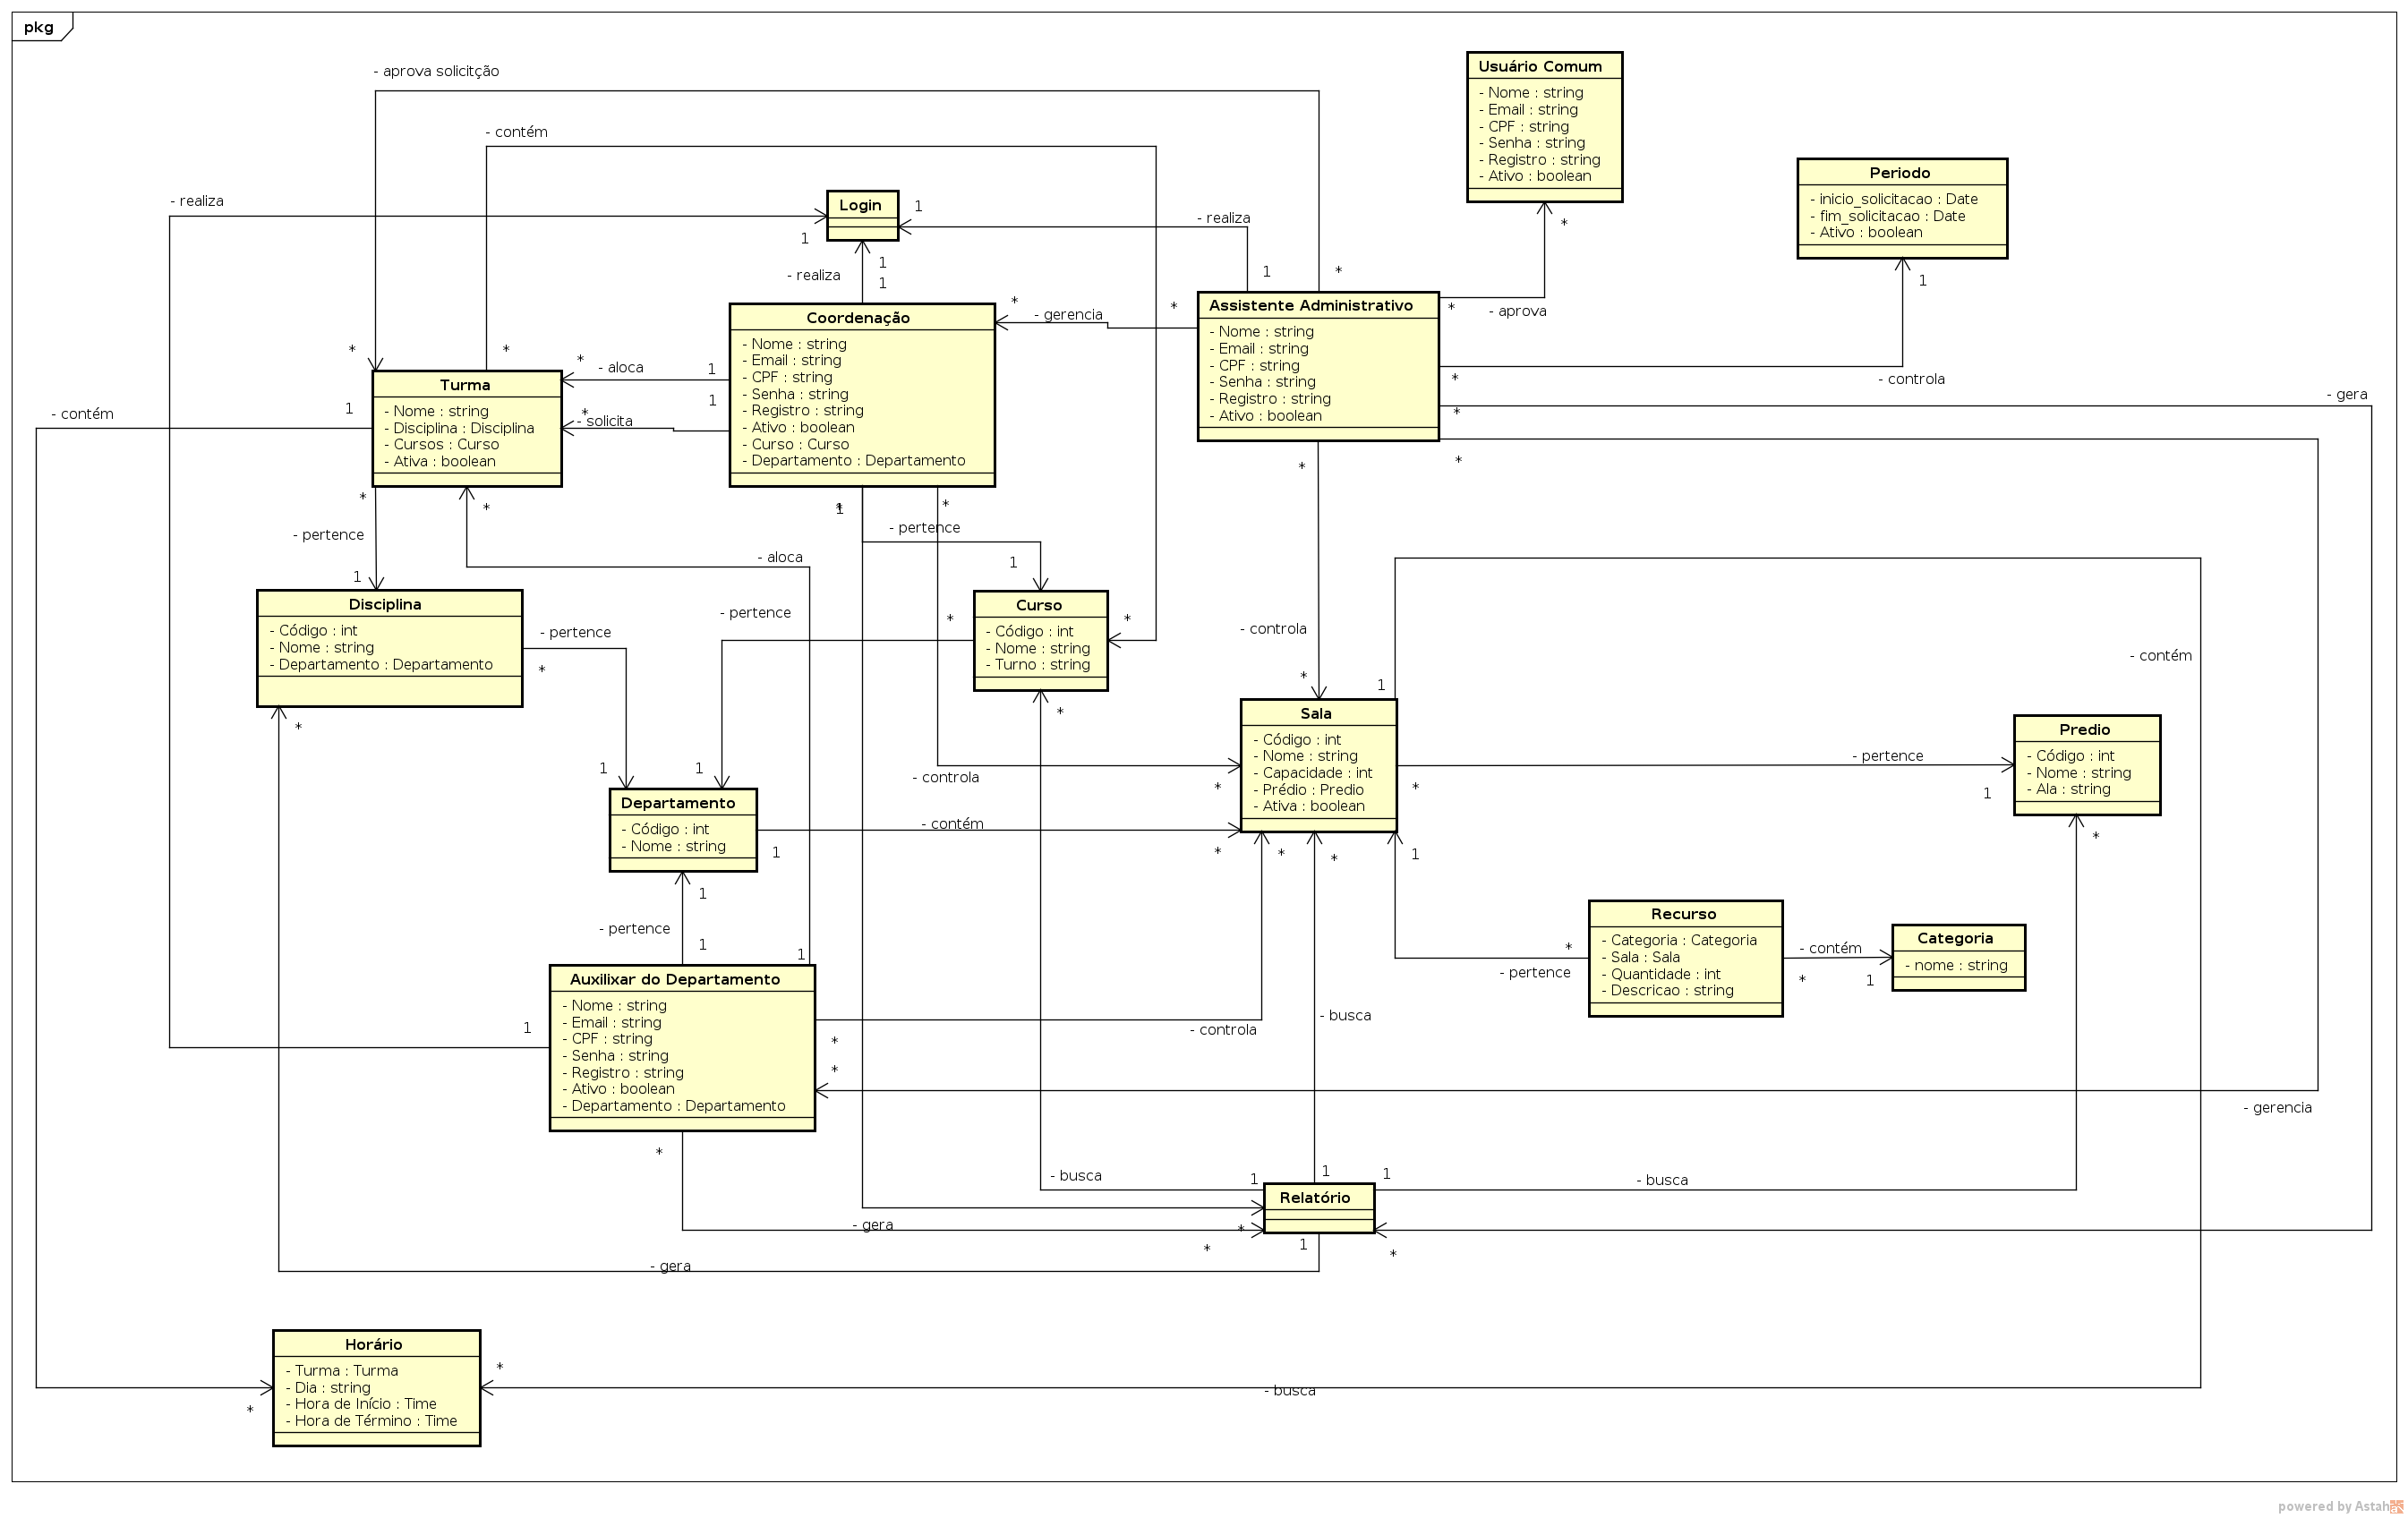 pkg
- aprova solicitção
Usuário Comum
- Nome : string
- Email : string
- CPF : string
- Senha : string
- Registro : string
- Ativo : boolean
*
- contém
Periodo
- inicio_solicitacao : Date
- fim_solicitacao : Date
- Ativo : boolean
1
- realiza
Login
1
1
- realiza
1
*
- realiza
1
1
Coordenação
- Nome : string
- Email : string
- CPF : string
- Senha : string
- Registro : string
- Ativo : boolean
- Curso : Curso
- Departamento : Departamento
*
- gerencia
*
Assistente Administrativo
- Nome : string
- Email : string
- CPF : string
- Senha : string
- Registro : string
- Ativo : boolean
*
- aprova
*
- controla
*
- gera
*
*
*
*
Turma
- Nome : string
- Disciplina : Disciplina
- Cursos : Curso
- Ativa : boolean
*
- aloca
1
*
- solicita
1
- contém
1
*
- pertence
1
*
- aloca
*
1
- pertence
1
*
Disciplina
- Código : int
- Nome : string
- Departamento : Departamento
- pertence
*
*
- pertence
*
Curso
- Código : int
- Nome : string
- Turno : string
*
*
- controla
*
1
- contém
Sala
- Código : int
- Nome : string
- Capacidade : int
- Prédio : Predio
- Ativa : boolean
Predio
- Código : int
- Nome : string
- Ala : string
- pertence
*
1
*
1
1
- controla
*
Departamento
- Código : int
- Nome : string
- contém
1
*
*
*
1
1
- pertence
1
1
Recurso
- Categoria : Categoria
- Sala : Sala
- Quantidade : int
- Descricao : string
*
- pertence
- contém
*
1
Categoria
- nome : string
Auxilixar do Departamento
- Nome : string
- Email : string
- CPF : string
- Senha : string
- Registro : string
- Ativo : boolean
- Departamento : Departamento
1
*
- controla
*
- busca
- gerencia
*
- busca
1
1
1
- busca
Relatório
- gera
*
*
1
*
- gera
Horário
- Turma : Turma
- Dia : string
- Hora de Início : Time
- Hora de Término : Time
*
*
- busca
powered by Astah